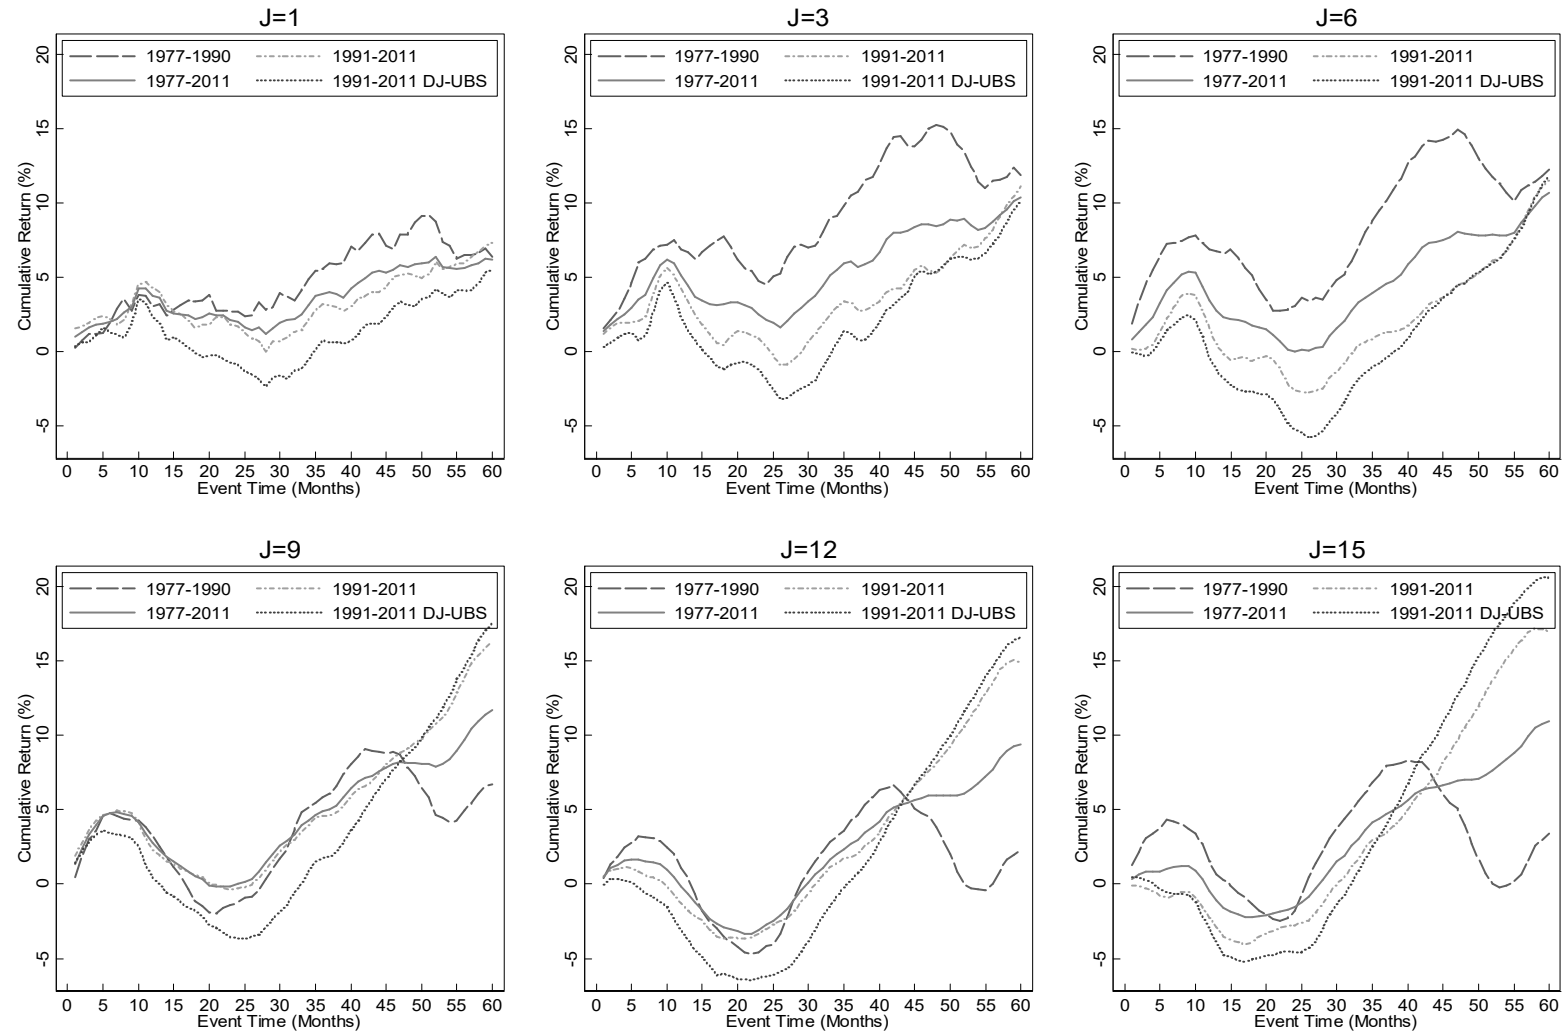 J=1
20
1977-1990 1991-2011
1977-2011 1991-2011 DJ-UBS
15
10
5
0
-5
Cumulative Return (%)
0 5 10 15 20 25 30 35 40 45 50 55 60
Event Time (Months)
J=3
20
1977-1990 1991-2011
1977-2011 1991-2011 DJ-UBS
15
10
5
0
-5
Cumulative Return (%)
0 5 10 15 20 25 30 35 40 45 50 55 60
Event Time (Months)
J=6
20
1977-1990 1991-2011
1977-2011 1991-2011 DJ-UBS
15
10
5
0
-5
Cumulative Return (%)
0 5 10 15 20 25 30 35 40 45 50 55 60
Event Time (Months)
J=9
20
1977-1990 1991-2011
1977-2011 1991-2011 DJ-UBS
15
10
5
0
-5
Cumulative Return (%)
0 5 10 15 20 25 30 35 40 45 50 55 60
Event Time (Months)
J=12
20
1977-1990 1991-2011
1977-2011 1991-2011 DJ-UBS
15
10
5
0
-5
Cumulative Return (%)
0 5 10 15 20 25 30 35 40 45 50 55 60
Event Time (Months)
J=15
20
1977-1990 1991-2011
1977-2011 1991-2011 DJ-UBS
15
10
5
0
-5
Cumulative Return (%)
0 5 10 15 20 25 30 35 40 45 50 55 60
Event Time (Months)